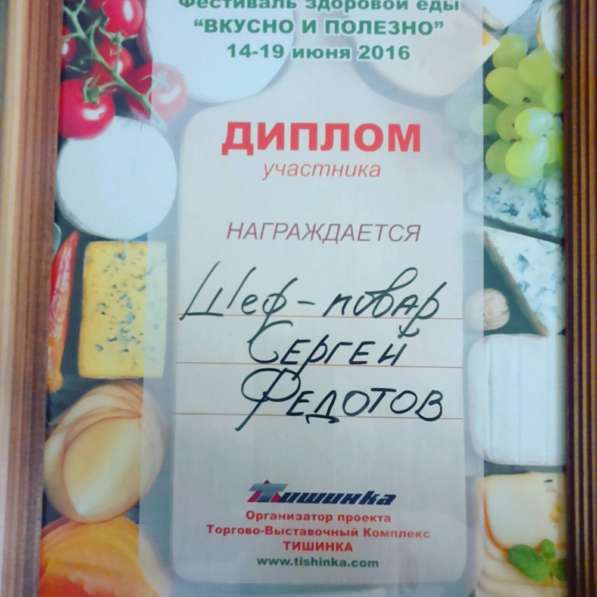 Фестиваль здоровой еды
“ВКУСНО И ПОЛЕЗНО”
14-19 июня 2016
ДИПЛОМ
участника
НАГРАЖДАЕТСЯ
Шеф-повар
Сергей
Федотов
Тишинка
Организатор проекта
Торгово-Выставочный Комплекс
ТИШИНКА
www.tishinka.com